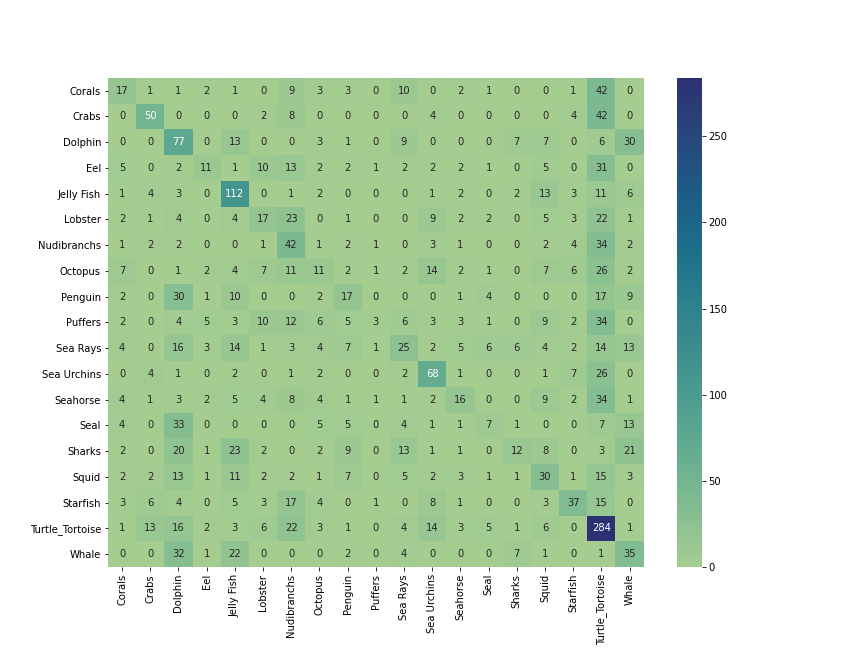 Corals 17 1 1 2 1 0 9 3 3 0 10 0 2 1 0 0 1 42 0
Crabs 0 50 0 0 0 2 8 0 0 0 0 4 0 0 0 0 4 42 0
Dolphin 0 0 77 0 13 0 0 3 1 0 9 0 0 0 7 7 0 6 30
Eel 5 0 2 11 1 10 13 2 2 1 2 2 2 1 0 5 0 31 0
Jelly Fish 1 4 3 0 112 0 1 2 0 0 0 1 2 0 2 13 3 11 6
Lobster 2 1 4 0 4 17 23 0 1 0 0 9 2 2 0 5 3 22 1
Nudibranchs 1 2 2 0 0 1 42 1 2 1 0 3 1 0 0 2 4 34 2
Octopus 7 0 1 2 4 7 11 11 2 1 2 14 2 1 0 7 6 26 2
Penguin 2 0 30 1 10 0 0 2 17 0 0 0 1 4 0 0 0 17 9
Puffers 2 0 4 5 3 10 12 6 5 3 6 3 3 1 0 9 2 34 0
Sea Rays 4 0 16 3 14 1 3 4 7 1 25 2 5 6 6 4 2 14 13
Sea Urchins 0 4 1 0 2 0 1 2 0 0 2 68 1 0 0 1 7 26 0
Seahorse 4 1 3 2 5 4 8 4 1 1 1 2 16 0 0 9 2 34 1
Seal 4 0 33 0 0 0 0 5 5 0 4 1 1 7 1 0 0 7 13
Sharks 2 0 20 1 23 2 0 2 9 0 13 1 1 0 12 8 0 3 21
Squid 2 2 13 1 11 2 2 1 7 0 5 2 3 1 1 30 1 15 3
Starfish 3 6 4 0 5 3 17 4 0 1 0 8 1 0 0 3 37 15 0
Turtle_Tortoise 1 13 16 2 3 6 22 3 1 0 4 14 3 5 1 6 0 284 1
Whale 0 0 32 1 22 0 0 0 2 0 4 0 0 0 7 1 0 1 35
Corals Crabs Dolphin Eel Jelly Fish Lobster Nudibranchs Octopus Penguin Puffers Sea Rays Sea Urchins Seahorse Seal Sharks Squid Starfish Turtle_Tortoise Whale
250
200
150
100
50
0